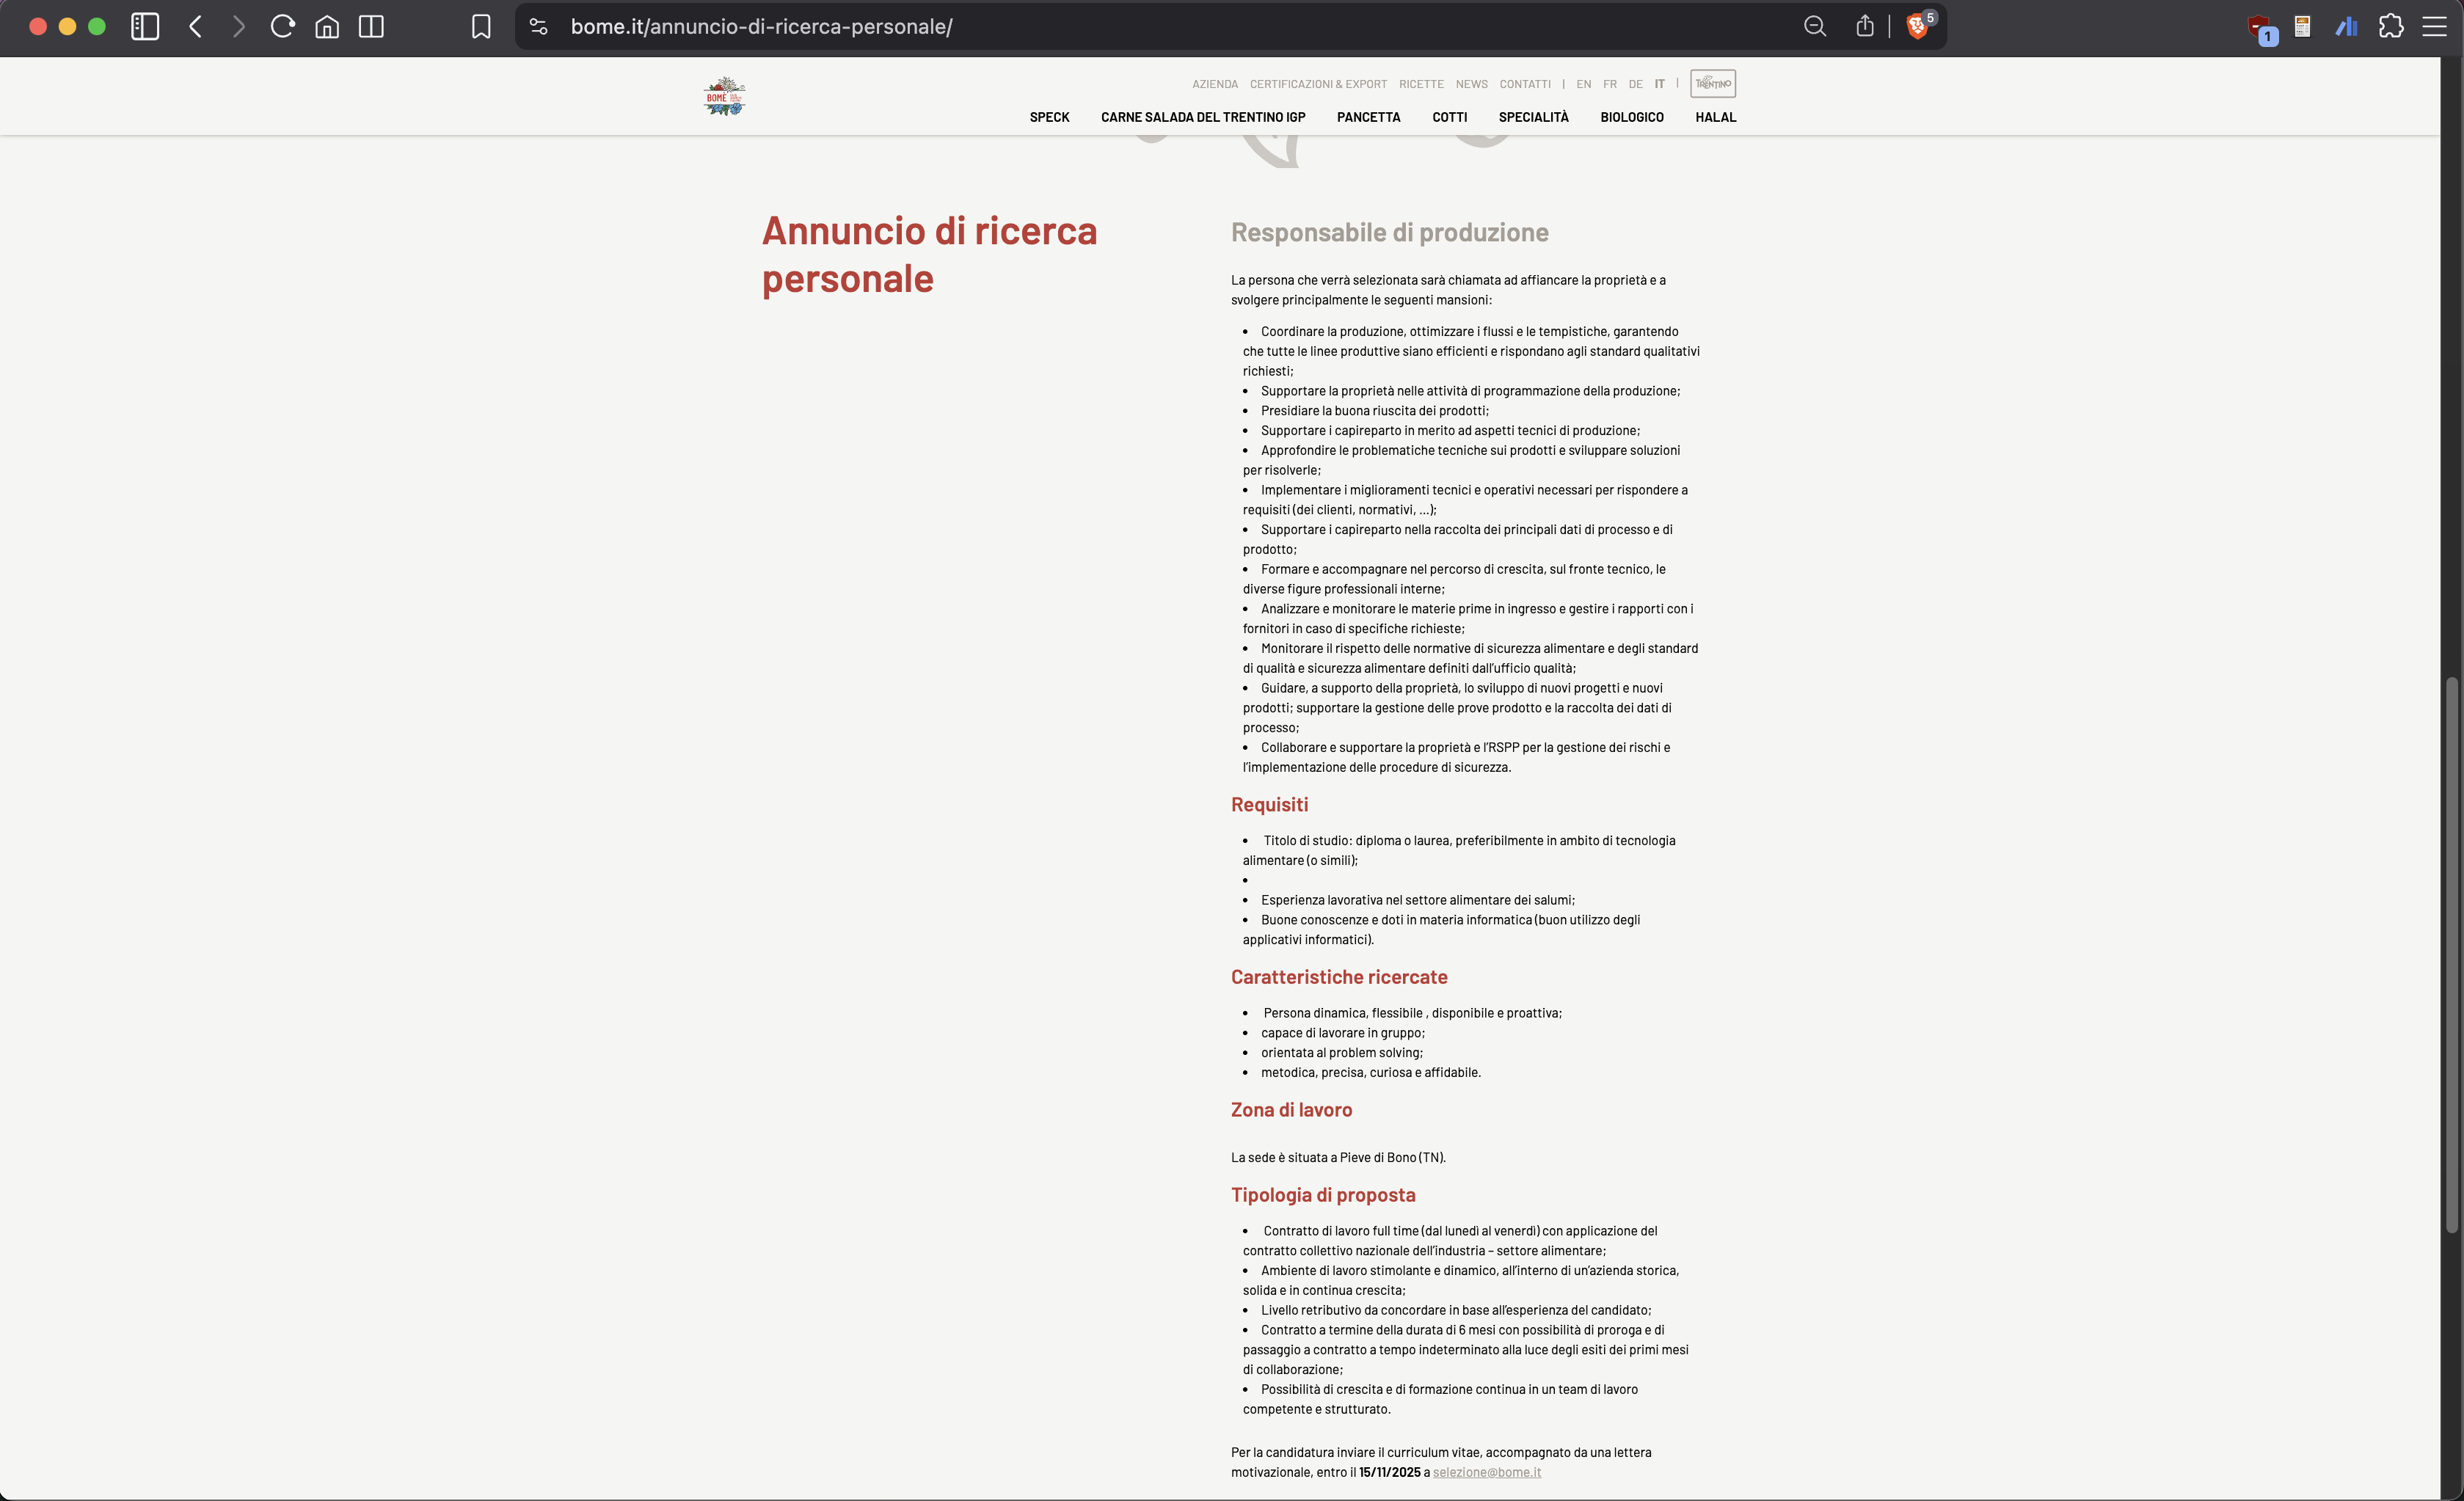 bome.it/annuncio-di-ricerca-personale/
5
1
BOMÈ
AZIENDA CERTIFICAZIONI & EXPORT RICETTE NEWS CONTATTI | EN FR DE IT | TRENTINO
SPECK CARNE SALADA DEL TRENTINO IGP PANCETTA COTTI SPECIALITÀ BIOLOGICO HALAL
Annuncio di ricerca
personale
Responsabile di produzione
La persona che verrà selezionata sarà chiamata ad affiancare la proprietà e a
svolgere principalmente le seguenti mansioni:
• Coordinare la produzione, ottimizzare i flussi e le tempistiche, garantendo
che tutte le linee produttive siano efficienti e rispondano agli standard qualitativi
richiesti;
• Supportare la proprietà nelle attività di programmazione della produzione;
• Presidiare la buona riuscita dei prodotti;
• Supportare i capireparto in merito ad aspetti tecnici di produzione;
• Approfondire le problematiche tecniche sui prodotti e sviluppare soluzioni
per risolverle;
• Implementare i miglioramenti tecnici e operativi necessari per rispondere a
requisiti (dei clienti, normativi, …);
• Supportare i capireparto nella raccolta dei principali dati di processo e di
prodotto;
• Formare e accompagnare nel percorso di crescita, sul fronte tecnico, le
diverse figure professionali interne;
• Analizzare e monitorare le materie prime in ingresso e gestire i rapporti con i
fornitori in caso di specifiche richieste;
• Monitorare il rispetto delle normative di sicurezza alimentare e degli standard
di qualità e sicurezza alimentare definiti dall'ufficio qualità;
• Guidare, a supporto della proprietà, lo sviluppo di nuovi progetti e nuovi
prodotti; supportare la gestione delle prove prodotto e la raccolta dei dati di
processo;
• Collaborare e supportare la proprietà e l'RSPP per la gestione dei rischi e
l'implementazione delle procedure di sicurezza.
Requisiti
• Titolo di studio: diploma o laurea, preferibilmente in ambito di tecnologia
alimentare (o simili);
•
• Esperienza lavorativa nel settore alimentare dei salumi;
• Buone conoscenze e doti in materia informatica (buon utilizzo degli
applicativi informatici).
Caratteristiche ricercate
• Persona dinamica, flessibile , disponibile e proattiva;
• capace di lavorare in gruppo;
• orientata al problem solving;
• metodica, precisa, curiosa e affidabile.
Zona di lavoro
La sede è situata a Pieve di Bono (TN).
Tipologia di proposta
• Contratto di lavoro full time (dal lunedì al venerdì) con applicazione del
contratto collettivo nazionale dell'industria – settore alimentare;
• Ambiente di lavoro stimolante e dinamico, all'interno di un'azienda storica,
solida e in continua crescita;
• Livello retributivo da concordare in base all'esperienza del candidato;
• Contratto a termine della durata di 6 mesi con possibilità di proroga e di
passaggio a contratto a tempo indeterminato alla luce degli esiti dei primi mesi
di collaborazione;
• Possibilità di crescita e di formazione continua in un team di lavoro
competente e strutturato.
Per la candidatura inviare il curriculum vitae, accompagnato da una lettera
motivazionale, entro il 15/11/2025 a selezione@bome.it